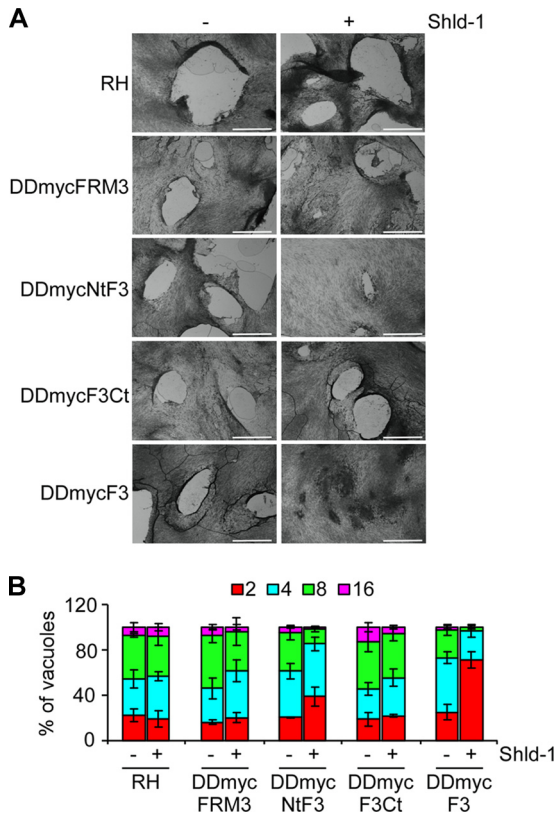 A
- + Shld-1
RH
DDmycFRM3
DDmycNtF3
DDmycF3Ct
DDmycF3
B
2 4 8 16
% of vacuoles
120
80
40
0
- + - + - + - + - + Shld-1
RH DDmyc DDmyc DDmyc DDmyc
FRM3 NtF3 F3Ct F3